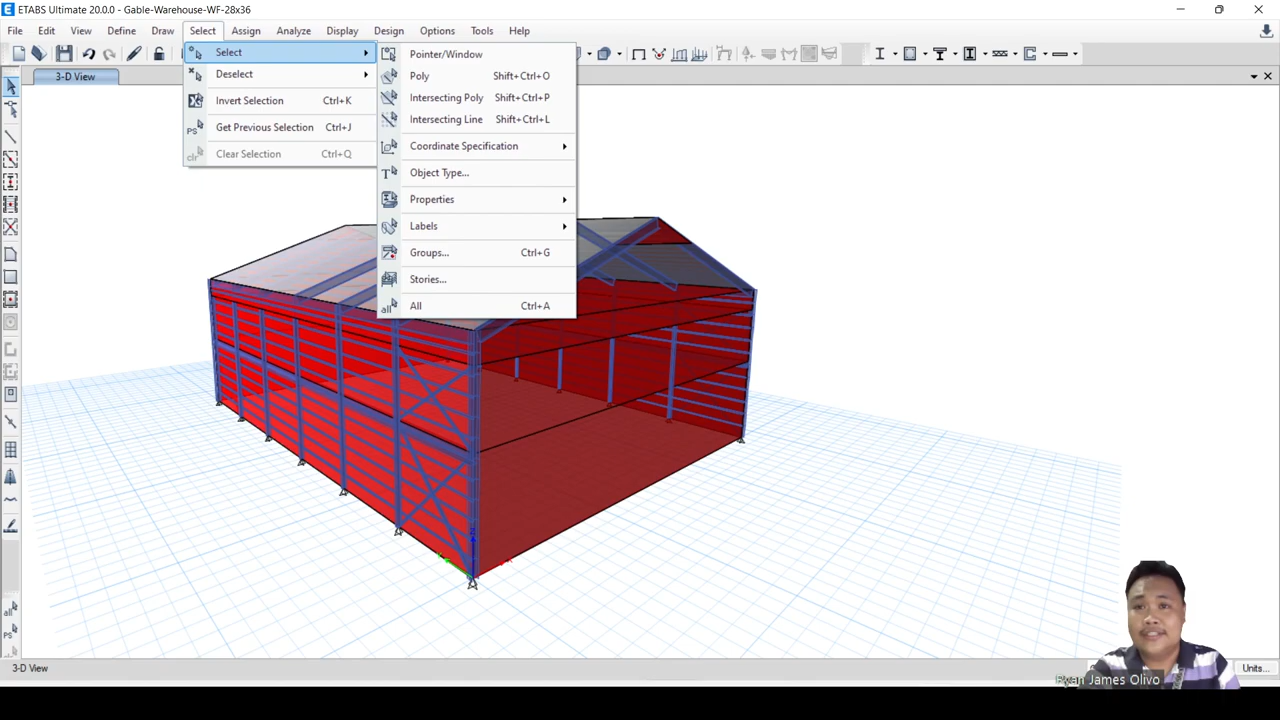 ETABS Ultimate 20.0.0 - Gable-Warehouse-WF-28x36
File Edit View Define Draw Select Assign Analyze Display Design Options Tools Help
3-D View
Select
Deselect
Invert Selection Ctrl+K
Get Previous Selection Ctrl+J
Clear Selection Ctrl+Q
Pointer/Window
Poly Shift+Ctrl+O
Intersecting Poly Shift+Ctrl+P
Intersecting Line Shift+Ctrl+L
Coordinate Specification
Object Type...
Properties
Labels
Groups... Ctrl+G
Stories...
All Ctrl+A
3-D View
Units...
Ryan James Olivo